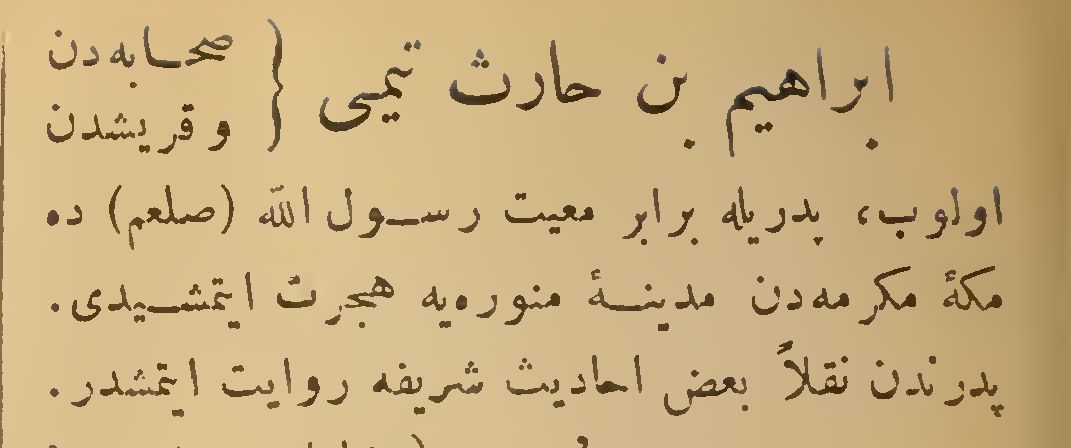 ابراهیم بن حارث تیمی { صحابه‌دن
و قریشدن
اولوب، پدریله برابر معیت رسول الله (صلعم) ده
مکهٔ مکرمه‌دن مدینهٔ منوره‌یه هجرت ایتمشیدی.
پدرندن نقلاً بعض احادیث شریفه روایت ایتمشدر.